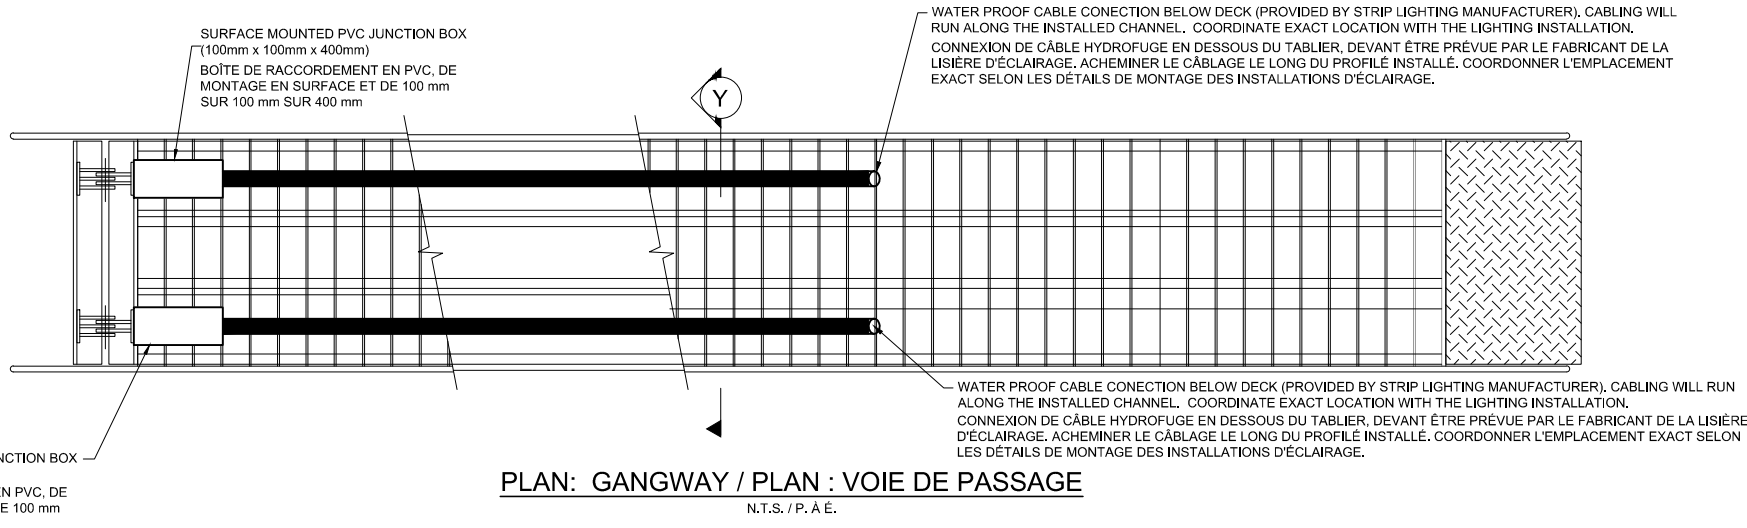 SURFACE MOUNTED PVC JUNCTION BOX
(100mm x 100mm x 400mm)
BOÎTE DE RACCORDEMENT EN PVC, DE
MONTAGE EN SURFACE ET DE 100 mm
SUR 100 mm SUR 400 mm
WATER PROOF CABLE CONECTION BELOW DECK (PROVIDED BY STRIP LIGHTING MANUFACTURER). CABLING WILL
RUN ALONG THE INSTALLED CHANNEL. COORDINATE EXACT LOCATION WITH THE LIGHTING INSTALLATION.
CONNEXION DE CÂBLE HYDROFUGE EN DESSOUS DU TABLIER, DEVANT ÊTRE PRÉVUE PAR LE FABRICANT DE LA
LISIÈRE D'ÉCLAIRAGE. ACHEMINER LE CÂBLAGE LE LONG DU PROFILÉ INSTALLÉ. COORDONNER L'EMPLACEMENT
EXACT SELON LES DÉTAILS DE MONTAGE DES INSTALLATIONS D'ÉCLAIRAGE.
Y
WATER PROOF CABLE CONECTION BELOW DECK (PROVIDED BY STRIP LIGHTING MANUFACTURER). CABLING WILL RUN
ALONG THE INSTALLED CHANNEL. COORDINATE EXACT LOCATION WITH THE LIGHTING INSTALLATION.
CONNEXION DE CÂBLE HYDROFUGE EN DESSOUS DU TABLIER, DEVANT ÊTRE PRÉVUE PAR LE FABRICANT DE LA LISIÈRE
D'ÉCLAIRAGE. ACHEMINER LE CÂBLAGE LE LONG DU PROFILÉ INSTALLÉ. COORDONNER L'EMPLACEMENT EXACT SELON
LES DÉTAILS DE MONTAGE DES INSTALLATIONS D'ÉCLAIRAGE.
NCTION BOX
EN PVC, DE
E 100 mm
PLAN: GANGWAY / PLAN : VOIE DE PASSAGE
N.T.S. / P. À É.